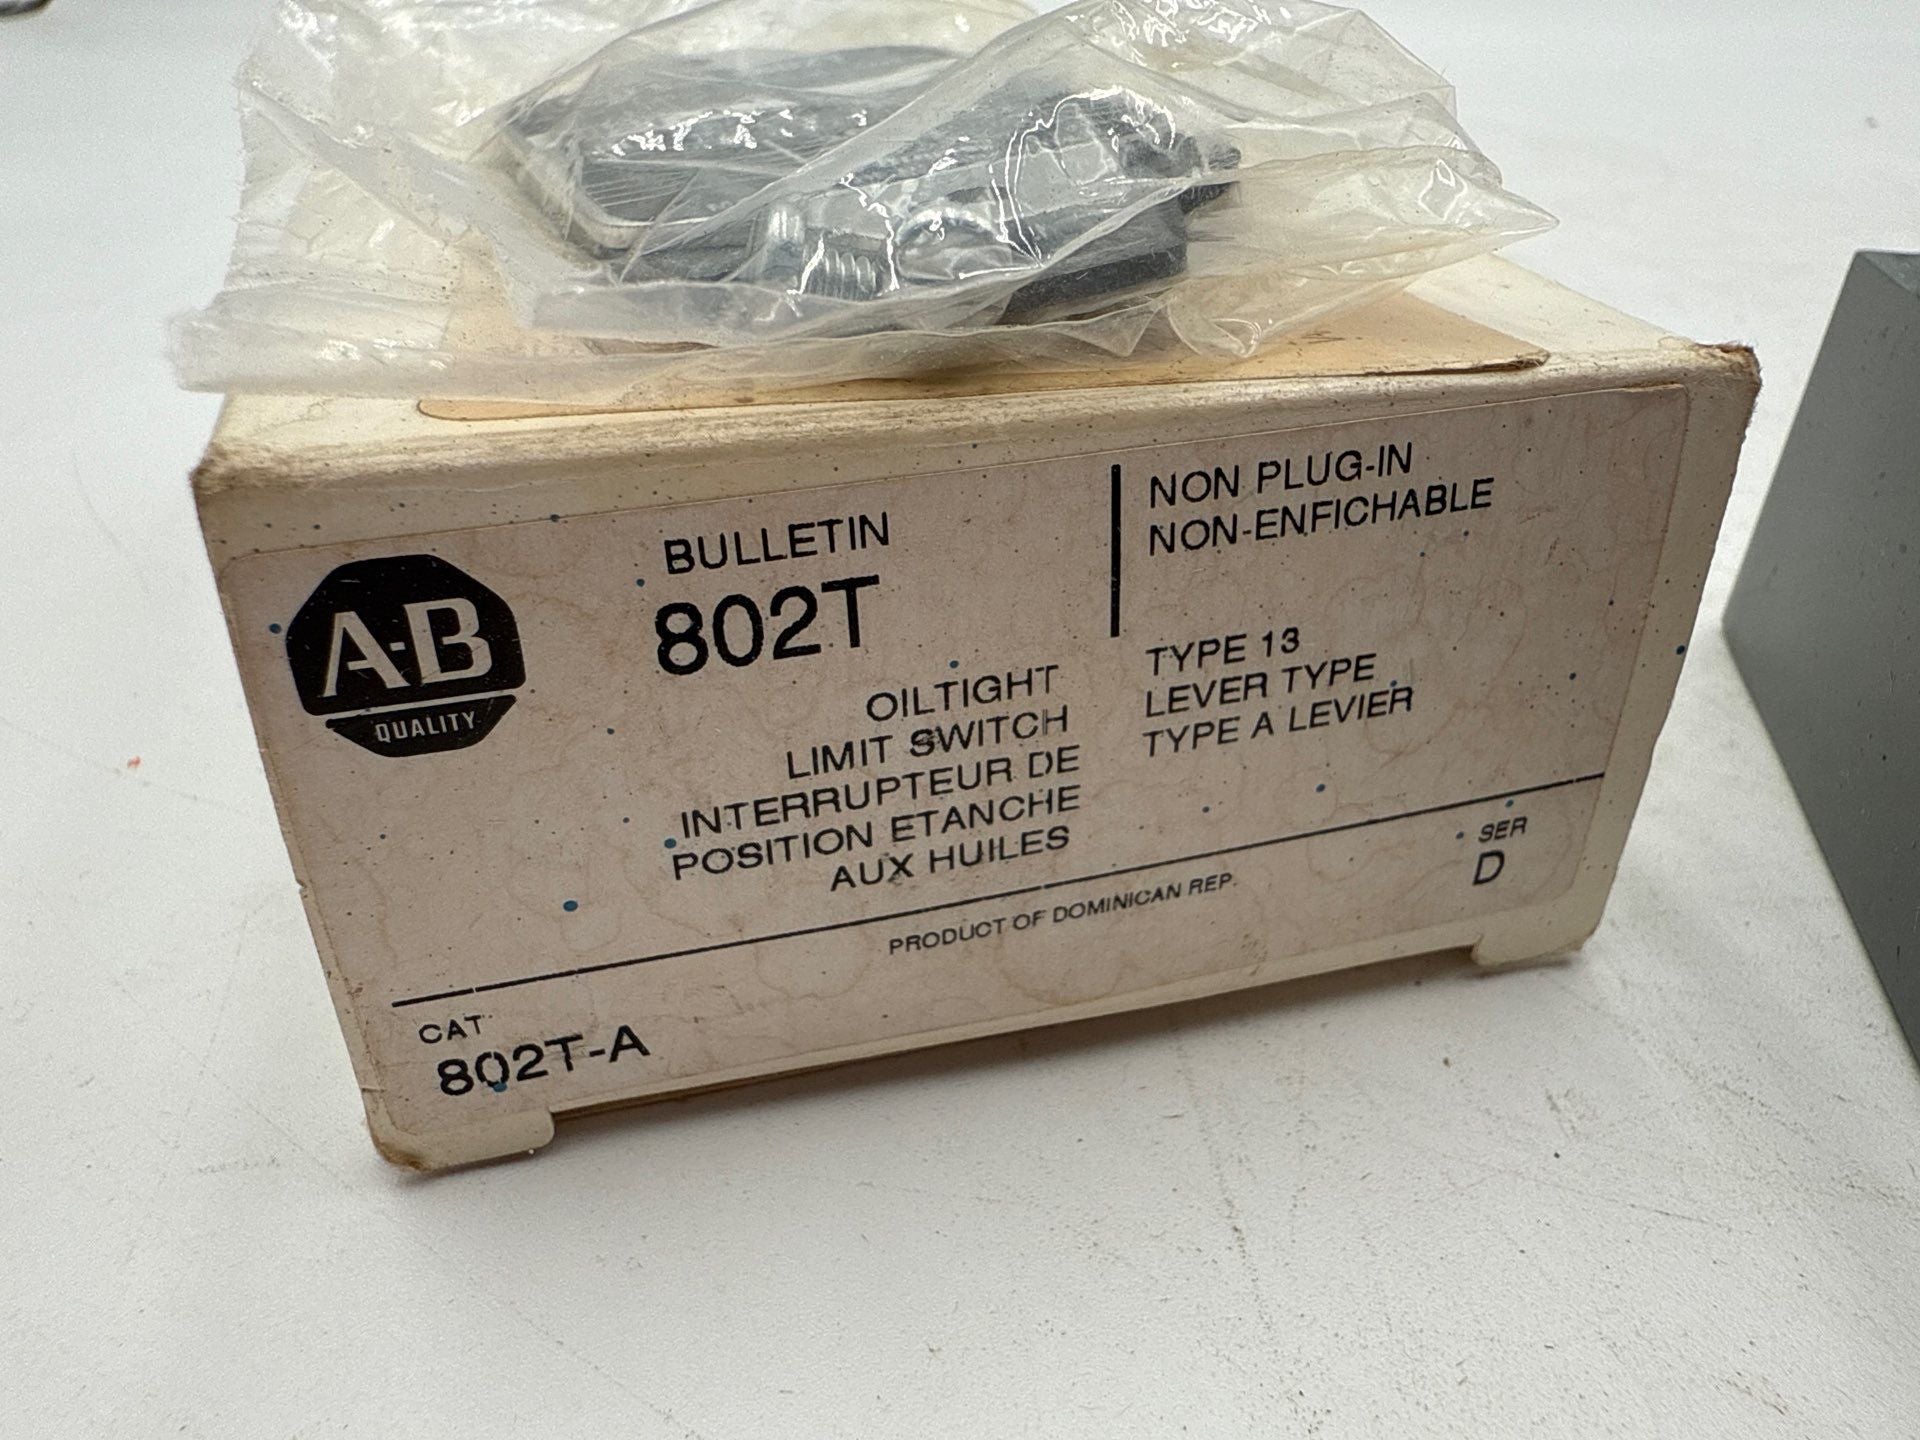 A-B
QUALITY
BULLETIN
802T
OILTIGHT
LIMIT SWITCH
INTERRUPTEUR DE
POSITION ETANCHE
AUX HUILES
NON PLUG-IN
NON-ENFICHABLE
TYPE 13
LEVER TYPE
TYPE A LEVIER
PRODUCT OF DOMINICAN REP.
SER
D
CAT
802T-A